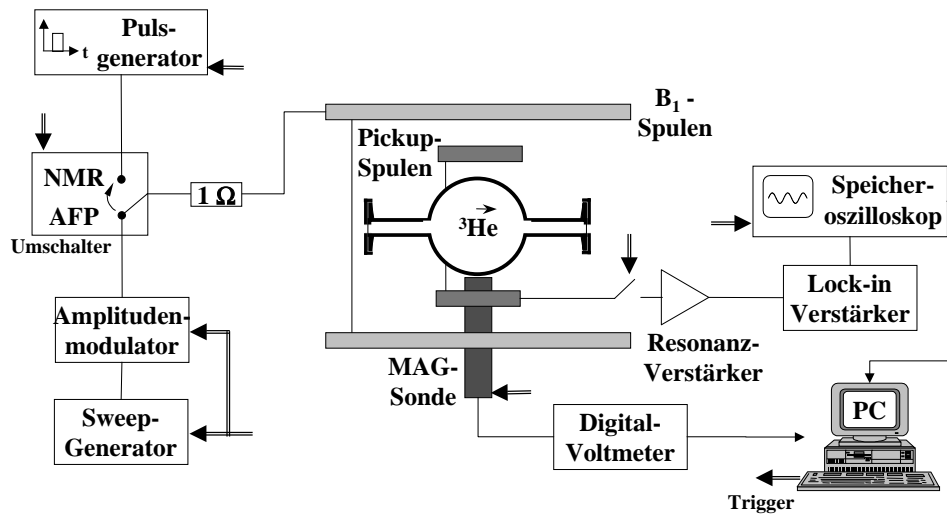 Puls-
generator
t
NMR
AFP
Umschalter
1 Ω
Amplituden-
modulator
Sweep-
Generator
B₁ -
Spulen
Pickup-
Spulen
³He
MAG-
Sonde
Resonanz-
Verstärker
Speicher-
oszilloskop
Lock-in
Verstärker
Digital-
Voltmeter
PC
Trigger